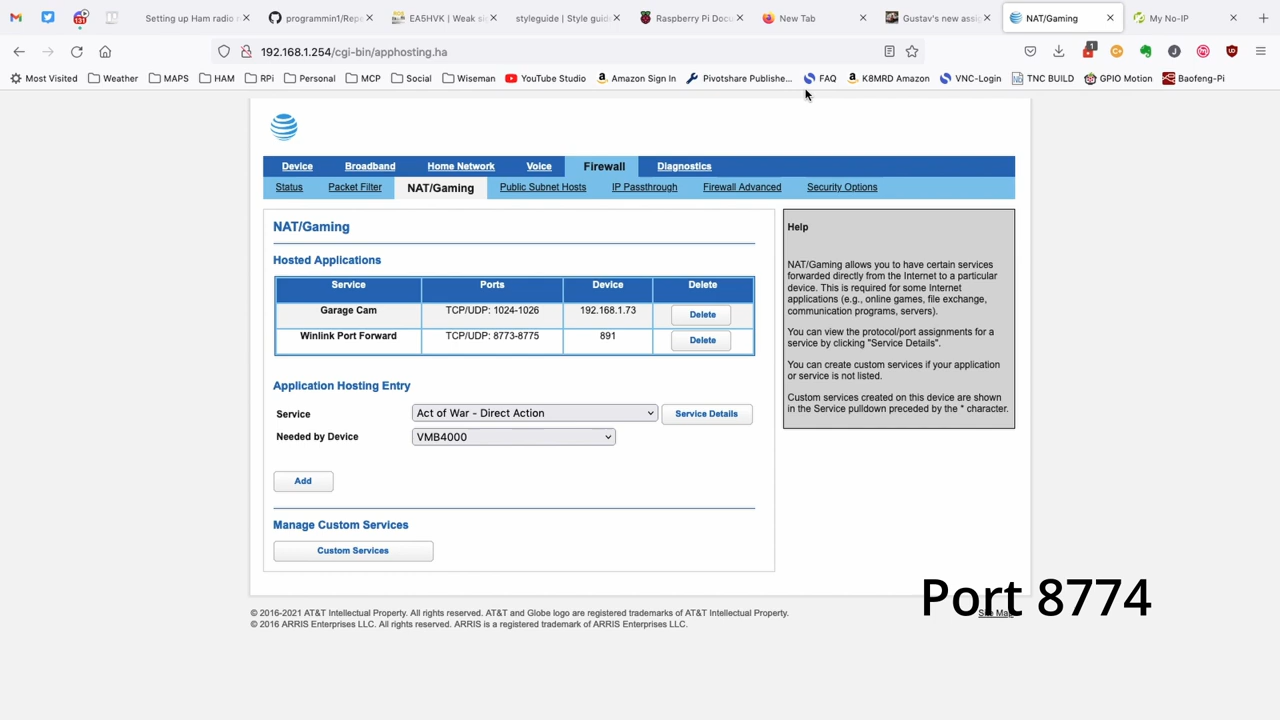 131
Setting up Ham radio r
programmin1/Repe
EA5HVK | Weak si
styleguide | Style guid
Raspberry Pi Docu
New Tab
Gustav's new assig
NAT/Gaming
My No-IP
192.168.1.254/cgi-bin/apphosting.ha
1
Most Visited Weather MAPS HAM RPi Personal MCP Social Wiseman YouTube Studio Amazon Sign In Pivotshare Publishe... FAQ K8MRD Amazon VNC-Login TNC BUILD GPIO Motion Baofeng-Pi
Device Broadband Home Network Voice Firewall Diagnostics
Status Packet Filter NAT/Gaming Public Subnet Hosts IP Passthrough Firewall Advanced Security Options
NAT/Gaming
Hosted Applications
Service Ports Device Delete
Garage Cam TCP/UDP: 1024-1026 192.168.1.73 Delete
Winlink Port Forward TCP/UDP: 8773-8775 891 Delete
Application Hosting Entry
Service Act of War - Direct Action Service Details
Needed by Device VMB4000
Add
Manage Custom Services
Custom Services
Help
NAT/Gaming allows you to have certain services
forwarded directly from the Internet to a particular
device. This is required for some Internet
applications (e.g., online games, file exchange,
communication programs, servers).
You can view the protocol/port assignments for a
service by clicking "Service Details".
You can create custom services if your application
or service is not listed.
Custom services created on this device are shown
in the Service pulldown preceded by the * character.
Port 8774
© 2016-2021 AT&T Intellectual Property. All rights reserved. AT&T and Globe logo are registered trademarks of AT&T Intellectual Property.
Site Map
© 2016 ARRIS Enterprises LLC. All rights reserved. ARRIS is a registered trademark of ARRIS Enterprises LLC.